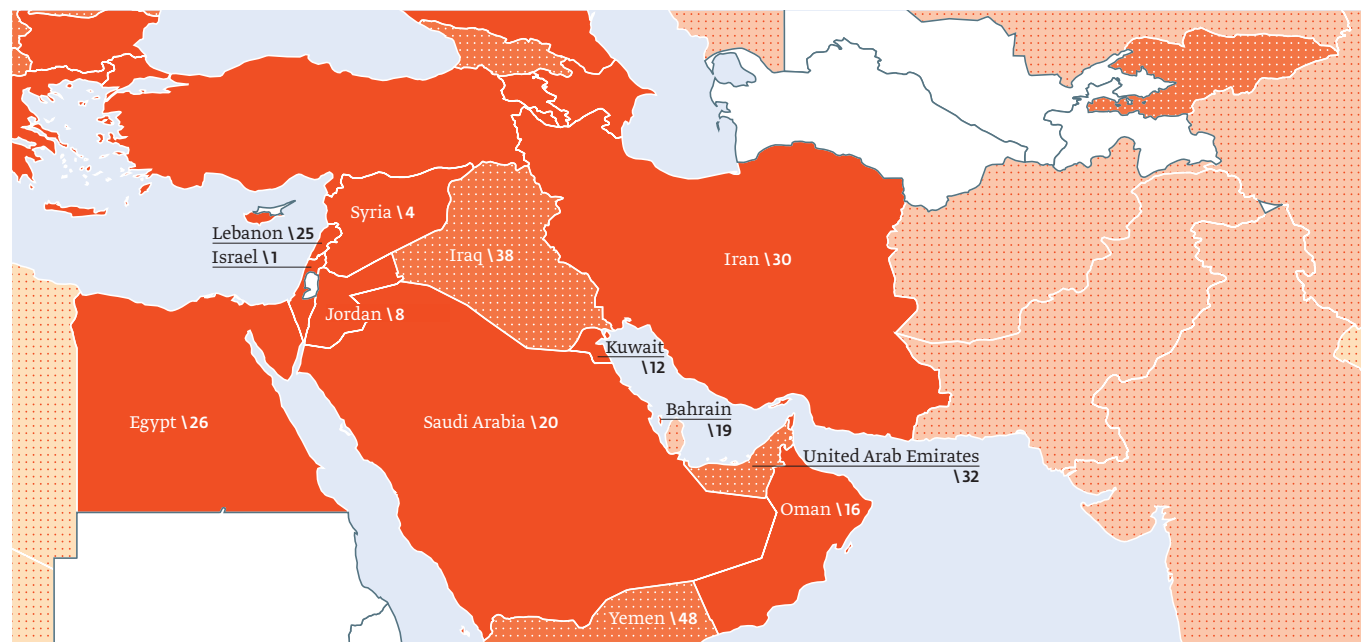 Syria \4
Lebanon \25
Israel \1
Iraq \38
Iran \30
Jordan \8
Kuwait
\12
Egypt \26
Saudi Arabia \20
Bahrain
\19
United Arab Emirates
\32
Oman \16
Yemen \48